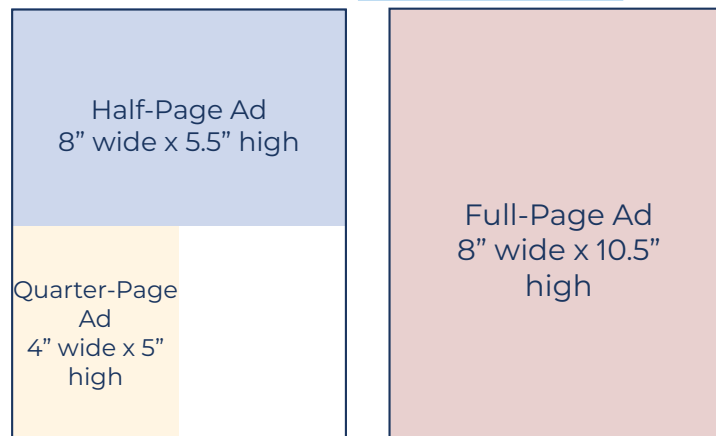 Half-Page Ad
8” wide x 5.5” high
Quarter-Page
Ad
4” wide x 5”
high
Full-Page Ad
8” wide x 10.5”
high